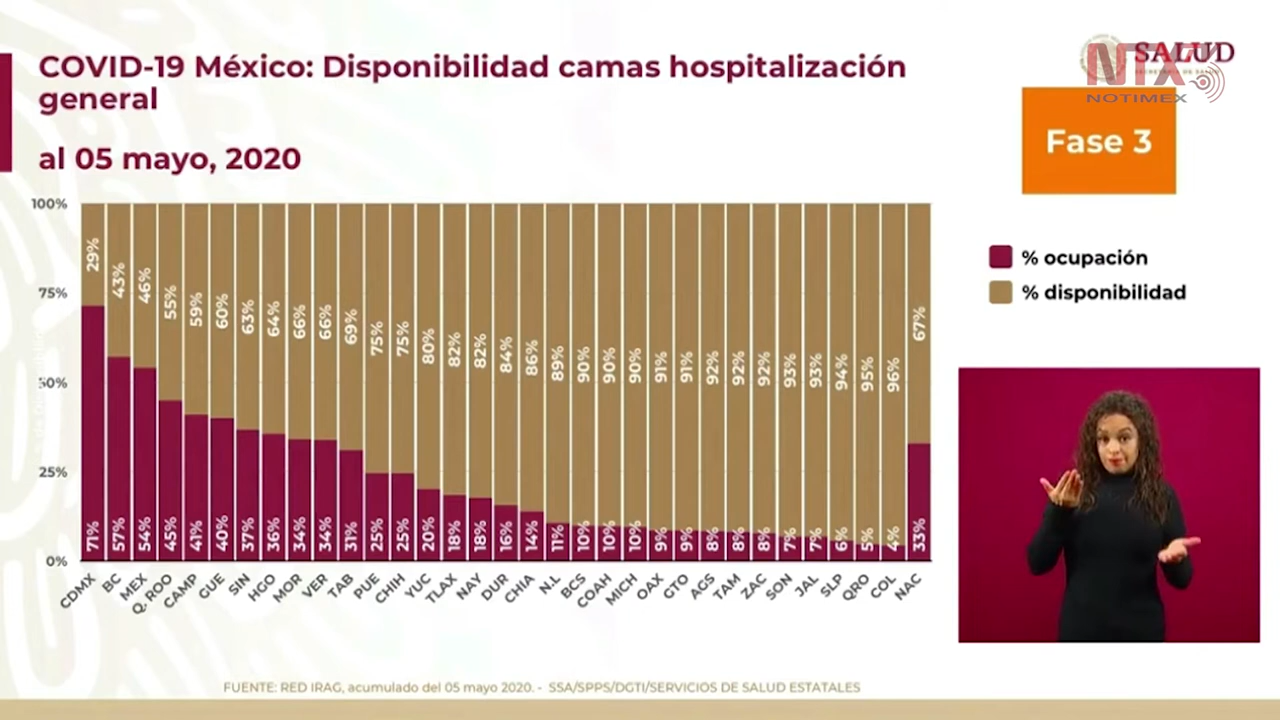 COVID-19 México: Disponibilidad camas hospitalización
general
al 05 mayo, 2020
NTX
NOTIMEX
SALUD
SECRETARÍA DE SALUD
Fase 3
% ocupación
% disponibilidad
100%
75%
50%
25%
0%
29% 43% 46% 55% 59% 60% 63% 64% 66% 66% 69% 75% 75% 80% 82% 82% 84% 86% 89% 90% 90% 90% 91% 91% 92% 92% 92% 93% 93% 94% 95% 96% 67%
71% 57% 54% 45% 41% 40% 37% 36% 34% 34% 31% 25% 25% 20% 18% 18% 16% 14% 11% 10% 10% 10% 9% 9% 8% 8% 8% 7% 7% 6% 5% 4% 33%
CDMX BC MEX Q. ROO CAMP GUE SIN HGO MOR VER TAB PUE CHIH YUC TLAX NAY DUR CHIA N.L BCS COAH MICH OAX GTO AGS TAM ZAC SON JAL SLP QRO COL NAC
FUENTE: RED IRAG, acumulado del 05 mayo 2020. - SSA/SPPS/DGTI/SERVICIOS DE SALUD ESTATALES